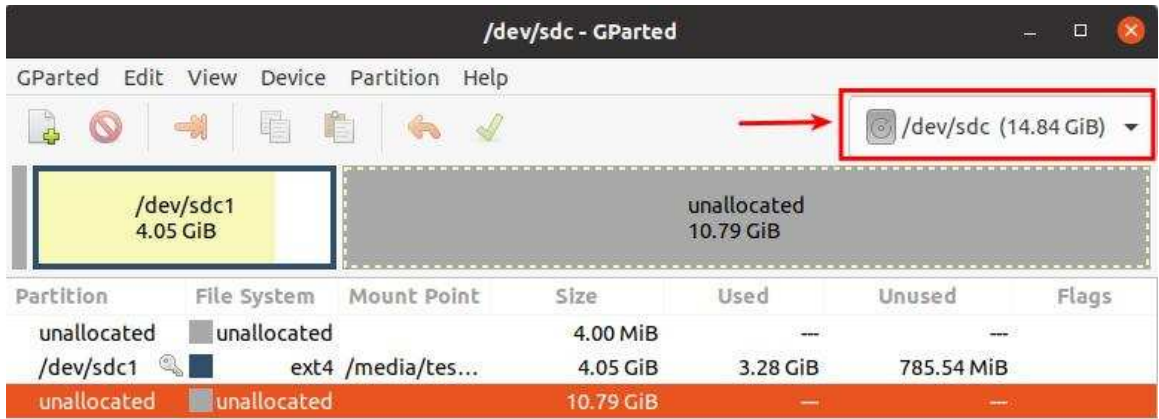 /dev/sdc - GParted
GParted Edit View Device Partition Help
/dev/sdc (14.84 GiB)
/dev/sdc1
4.05 GiB
unallocated
10.79 GiB
Partition File System Mount Point Size Used Unused Flags
unallocated unallocated 4.00 MiB --- ---
/dev/sdc1 ext4 /media/tes... 4.05 GiB 3.28 GiB 785.54 MiB
unallocated unallocated 10.79 GiB --- ---